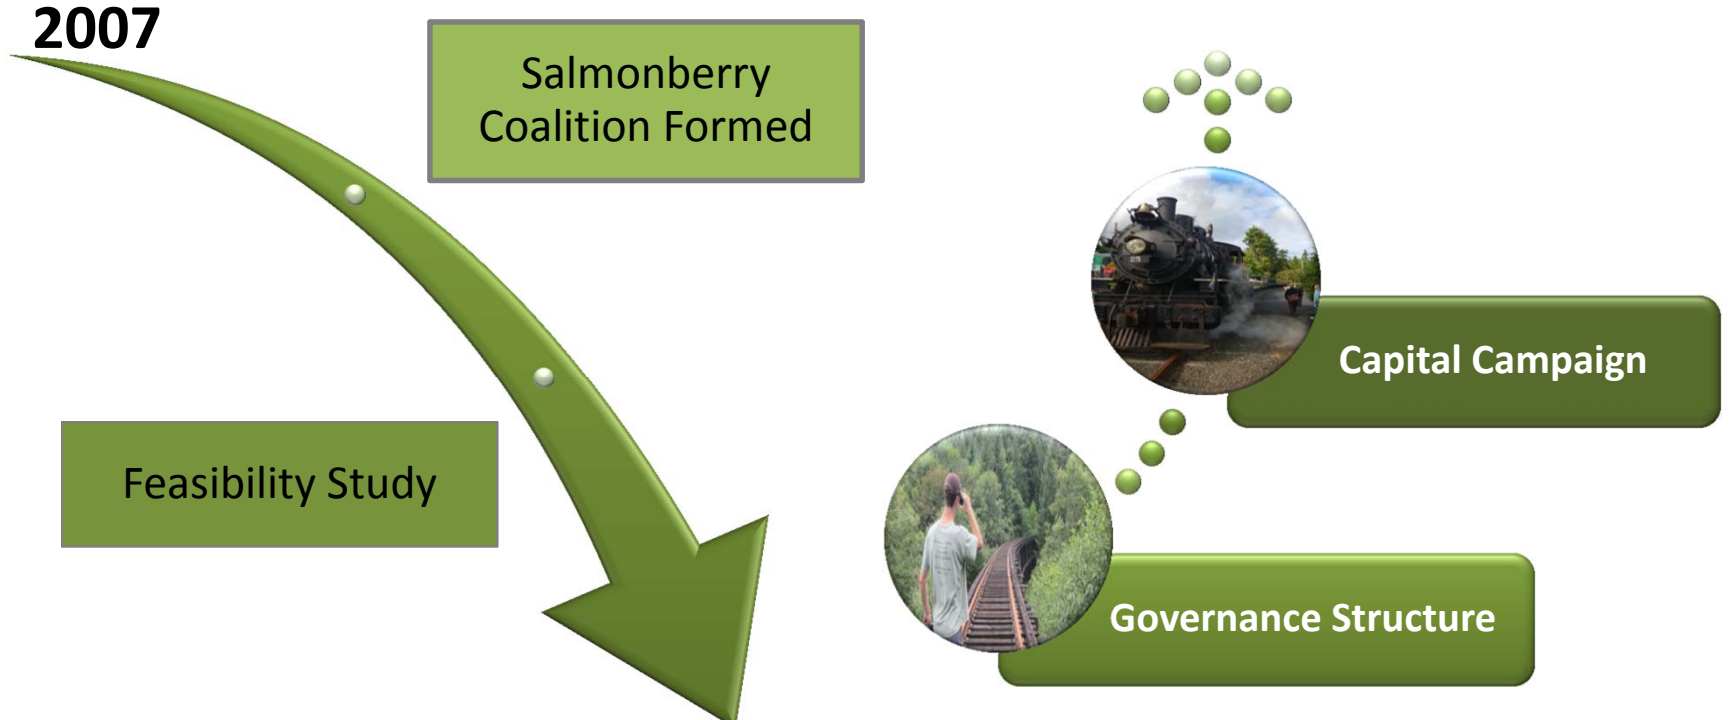 2007
Salmonberry
Coalition Formed
Feasibility Study
Capital Campaign
Governance Structure